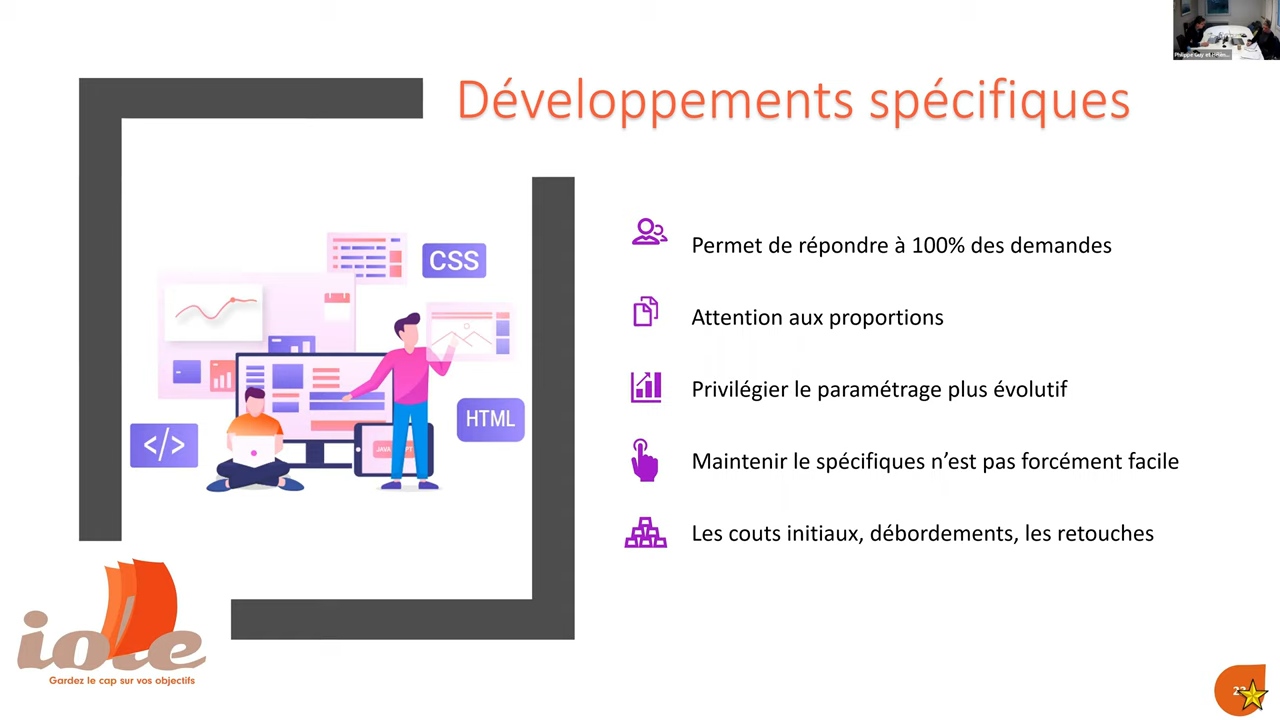 Développements spécifiques
Permet de répondre à 100% des demandes
Attention aux proportions
Privilégier le paramétrage plus évolutif
Maintenir le spécifiques n’est pas forcément facile
Les couts initiaux, débordements, les retouches
CSS
HTML
</>
iole
Gardez le cap sur vos objectifs